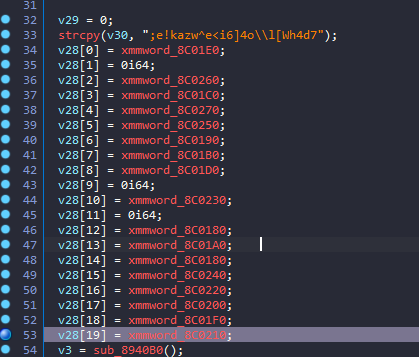 31
32 v29 = 0;
33 strcpy(v30, ";e!kazw^e<i6]4o\\l[Wh4d7");
34 v28[0] = xmmword_8C01E0;
35 v28[1] = 0i64;
36 v28[2] = xmmword_8C0260;
37 v28[3] = xmmword_8C01C0;
38 v28[4] = xmmword_8C0270;
39 v28[5] = xmmword_8C0250;
40 v28[6] = xmmword_8C0190;
41 v28[7] = xmmword_8C01B0;
42 v28[8] = xmmword_8C01D0;
43 v28[9] = 0i64;
44 v28[10] = xmmword_8C0230;
45 v28[11] = 0i64;
46 v28[12] = xmmword_8C0180;
47 v28[13] = xmmword_8C01A0;
48 v28[14] = xmmword_8C0180;
49 v28[15] = xmmword_8C0240;
50 v28[16] = xmmword_8C0220;
51 v28[17] = xmmword_8C0200;
52 v28[18] = xmmword_8C01F0;
53 v28[19] = xmmword_8C0210;
54 v3 = sub_8940B0();